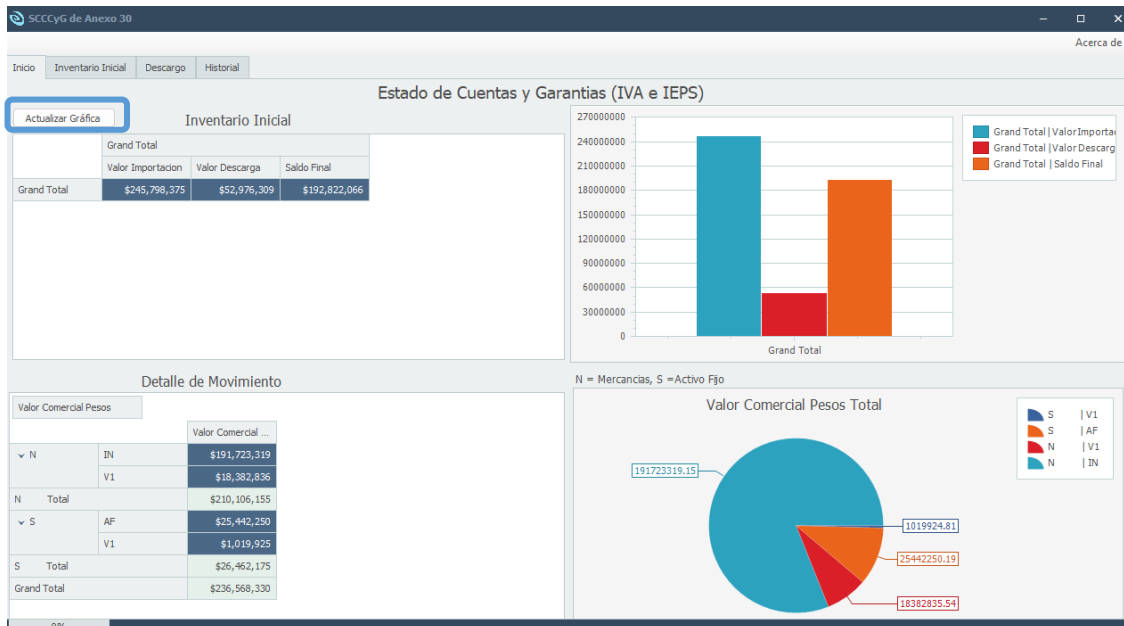 SCCCyG de Anexo 30
Acerca de
Inicio Inventario Inicial Descargo Historial
Estado de Cuentas y Garantias (IVA e IEPS)
Actualizar Gráfica
Inventario Inicial
Grand Total
Valor Importacion Valor Descarga Saldo Final
Grand Total $245,798,375 $52,976,309 $192,822,066
270000000
240000000
210000000
180000000
150000000
120000000
90000000
60000000
30000000
0
Grand Total
Grand Total | Valor Importa
Grand Total | Valor Descarg
Grand Total | Saldo Final
Detalle de Movimiento
Valor Comercial Pesos
Valor Comercial ...
N IN $191,723,319
V1 $18,382,836
N Total $210,106,155
S AF $25,442,250
V1 $1,019,925
S Total $26,462,175
Grand Total $236,568,330
N = Mercancias, S =Activo Fijo
Valor Comercial Pesos Total
191723319.15
1019924.81
25442250.19
18382835.54
S | V1
S | AF
N | V1
N | IN
0%